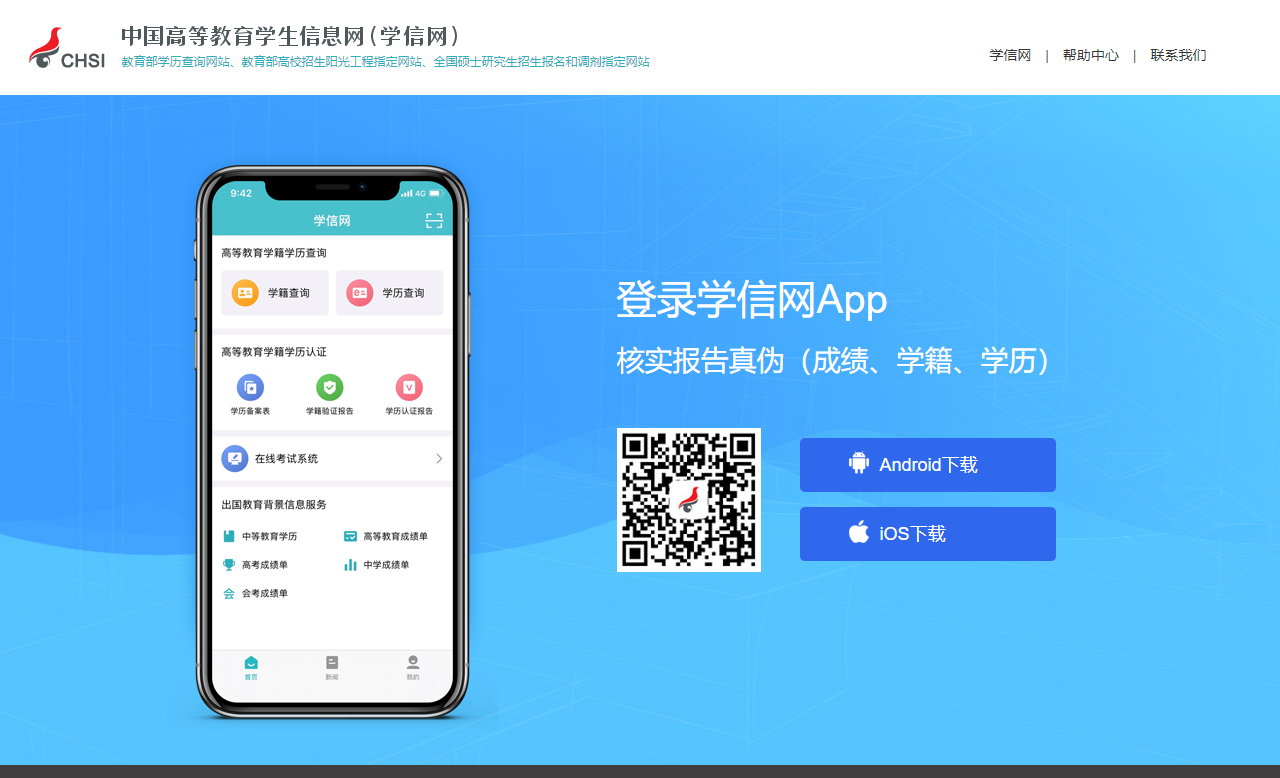 中国高等教育学生信息网(学信网)
CHSI
教育部学历查询网站、教育部高校招生阳光工程指定网站、全国硕士研究生招生报名和调剂指定网站
学信网 | 帮助中心 | 联系我们
9:42 4G
学信网
高等教育学籍学历查询
学籍查询 学历查询
高等教育学籍学历认证
学历备案表 学籍验证报告 学历认证报告
在线考试系统
出国教育背景信息服务
中等教育学历 高等教育成绩单
高考成绩单 中学成绩单
会考成绩单
首页 新闻 我的
登录学信网App
核实报告真伪（成绩、学籍、学历）
Android下载
iOS下载